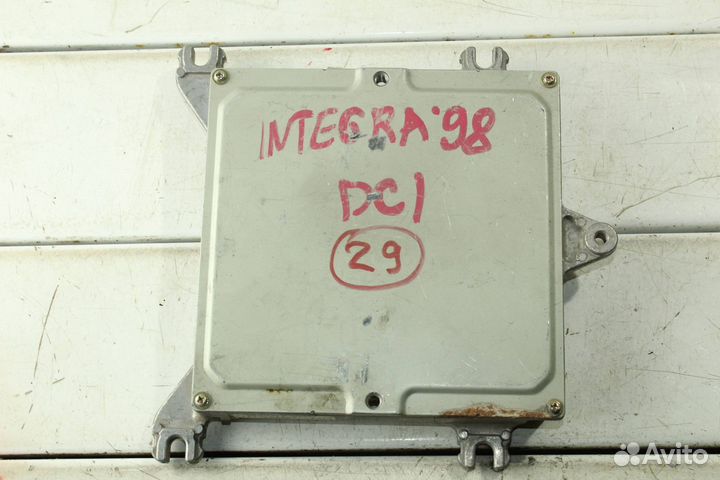 INTEGRA'98
DC1
29
Avito